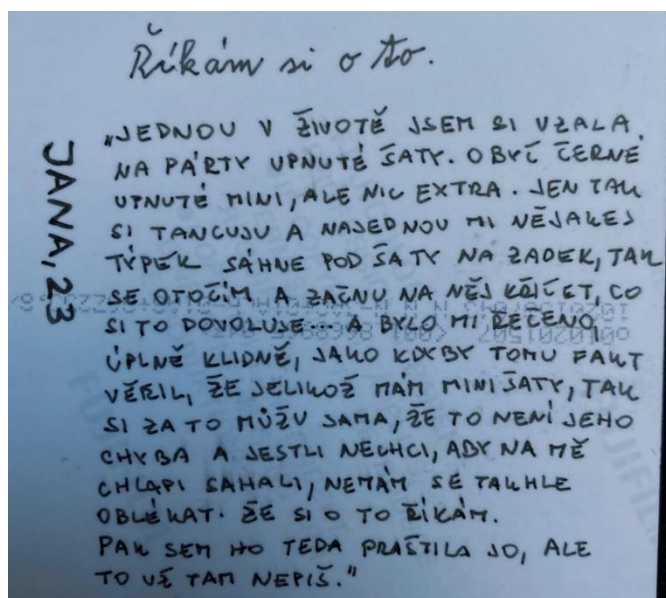 Říkám si o to.
JANA, 23
„JEDNOU V ŽIVOTĚ JSEM SI VZALA
NA PÁRTY UPNUTÉ ŠATY. OBYČ ČERNÉ
UPNUTÉ MINI, ALE NIC EXTRA. JEN TAK
SI TANCUJU A NAJEDNOU MI NĚJAKEJ
TÝPEK SÁHNE POD ŠATY NA ZADEK, TAK
SE OTOČÍM A ZAČNU NA NĚJ KŘIČET, CO
SI TO DOVOLUJE... A BYLO MI ŘEČENO,
ÚPLNĚ KLIDNĚ, JAKO KDYBY TOMU FAKT
VĚŘIL, ŽE JELIKOŽ MÁM MINIŠATY, TAK
SI ZA TO MŮŽU SAMA, ŽE TO NENÍ JEHO
CHYBA A JESTLI NECHCI, ABY NA MĚ
CHLAPI SAHALI, NEMÁM SE TAKHLE
OBLÉKAT. ŽE SI O TO ŘÍKÁM.
PAK SEM HO TEDA PRAŠTILA JO, ALE
TO UŽ TAM NEPIŠ."